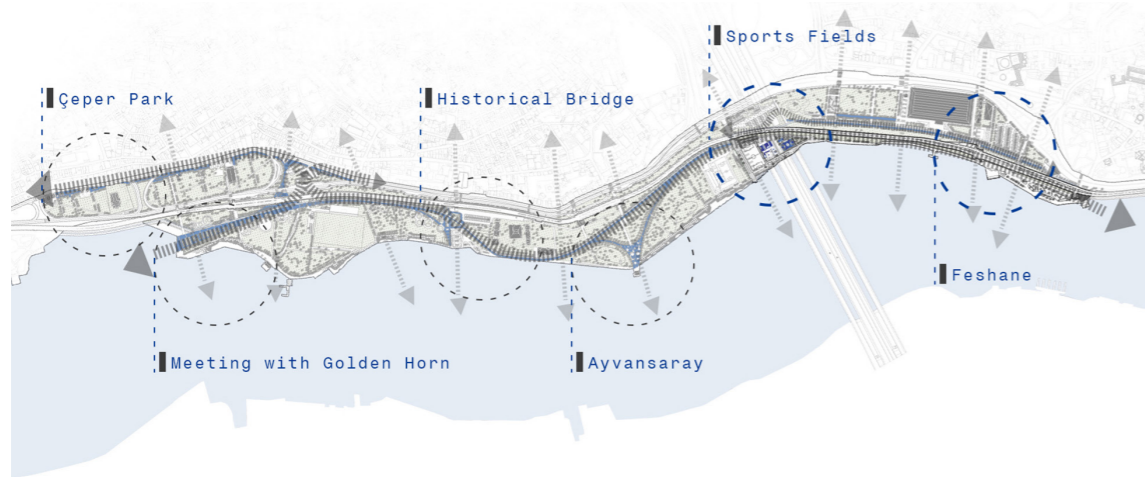 Sports Fields
Çeper Park
Historical Bridge
Feshane
Meeting with Golden Horn
Ayvansaray